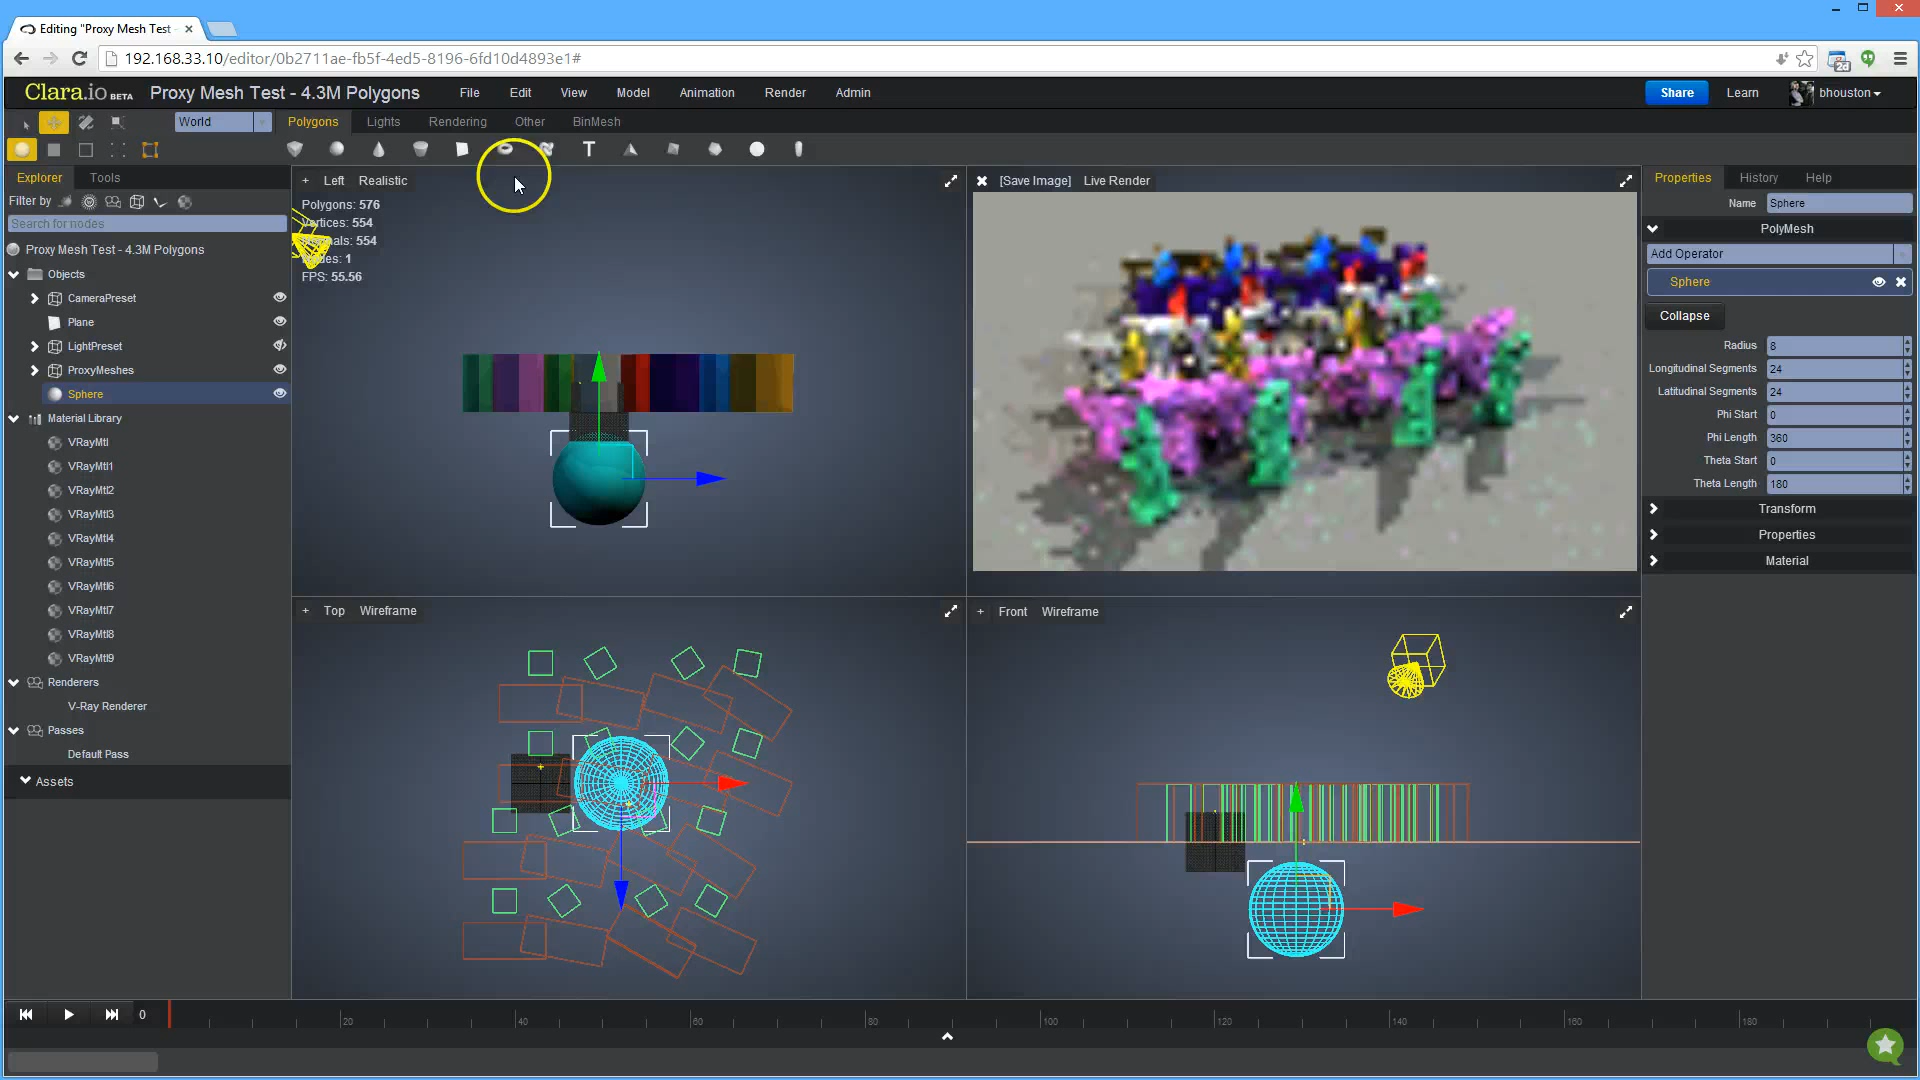 Editing "Proxy Mesh Test
192.168.33.10/editor/0b2711ae-fb5f-4ed5-8196-6fd10d4893e1#
Clara.io BETA Proxy Mesh Test - 4.3M Polygons File Edit View Model Animation Render Admin Share Learn bhouston
World Polygons Lights Rendering Other BinMesh
T
Explorer Tools
Filter by
Search for nodes
Proxy Mesh Test - 4.3M Polygons
Objects
CameraPreset
Plane
LightPreset
ProxyMeshes
Sphere
Material Library
VRayMtl
VRayMtl1
VRayMtl2
VRayMtl3
VRayMtl4
VRayMtl5
VRayMtl6
VRayMtl7
VRayMtl8
VRayMtl9
Renderers
V-Ray Renderer
Passes
Default Pass
Assets
+ Left Realistic
Polygons: 576
Vertices: 554
554
1
FPS: 55.56
[Save Image] Live Render
+ Top Wireframe
+ Front Wireframe
Properties History Help
Name Sphere
PolyMesh
Add Operator
Sphere
Collapse
Radius 8
Longitudinal Segments 24
Latitudinal Segments 24
Phi Start 0
Phi Length 360
Theta Start 0
Theta Length 180
Transform
Properties
Material
0 20 40 60 80 100 120 140 160 180